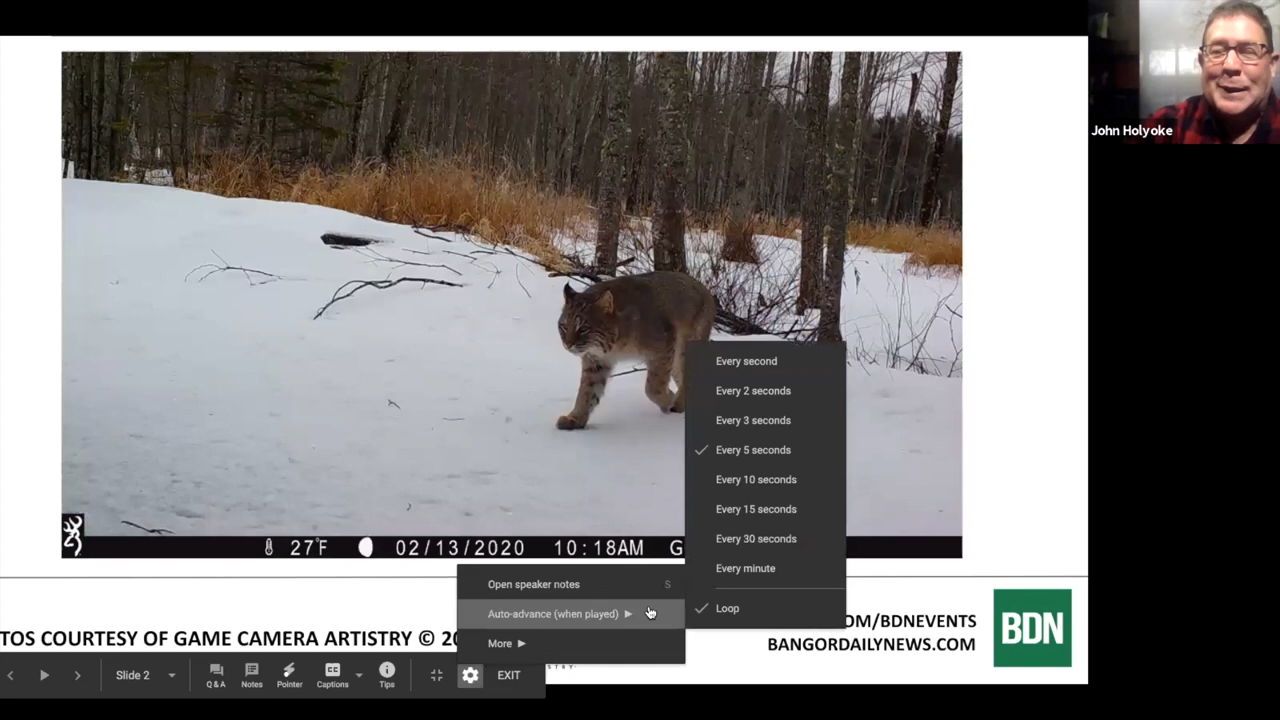 John Holyoke
Every second
Every 2 seconds
Every 3 seconds
Every 5 seconds
Every 10 seconds
Every 15 seconds
Every 30 seconds
Every minute
Loop
27°F 02/13/2020 10:18AM G
Open speaker notes S
Auto-advance (when played)
More
TOS COURTESY OF GAME CAMERA ARTISTRY © 20
OM/BDNEVENTS
BANGORDAILYNEWS.COM
BDN
Slide 2
Q & A
Notes
Pointer
CC
Captions
Tips
EXIT